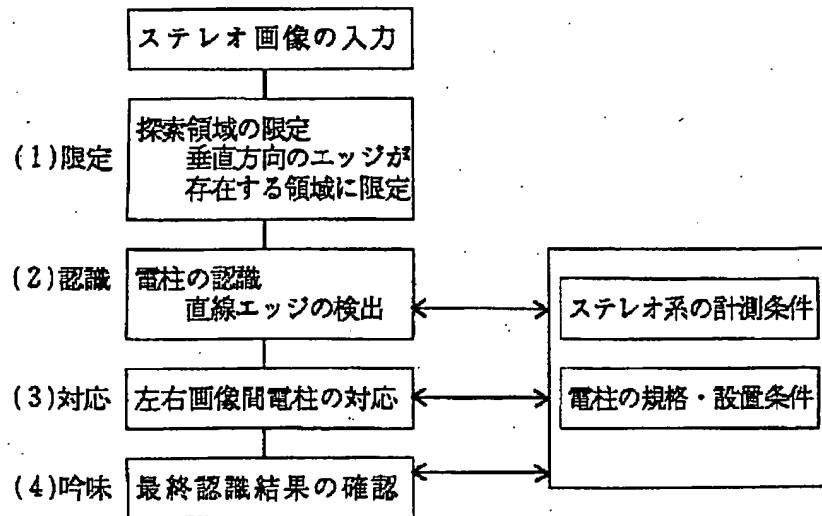 ステレオ画像の入力
(1)限定
探索領域の限定
垂直方向のエッジが
存在する領域に限定
(2)認識
電柱の認識
直線エッジの検出
ステレオ系の計測条件
(3)対応
左右画像間電柱の対応
電柱の規格・設置条件
(4)吟味
最終認識結果の確認